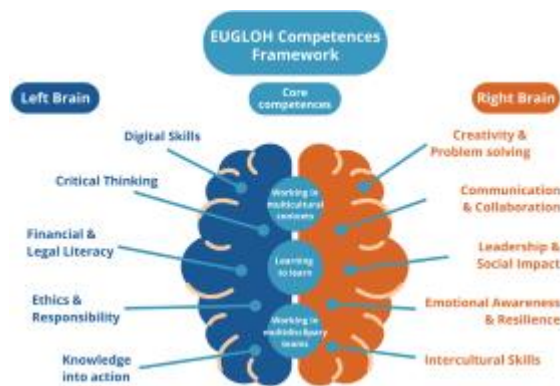 EUGLOH Competences
Framework
Left Brain
Core
competences
Right Brain
Digital Skills
Critical Thinking
Financial &
Legal Literacy
Ethics &
Responsibility
Knowledge
into action
Working in
multicultural
contexts
Learning
to learn
Working in
multidisciplinary
teams
Creativity &
Problem solving
Communication
& Collaboration
Leadership &
Social Impact
Emotional Awareness
& Resilience
Intercultural Skills